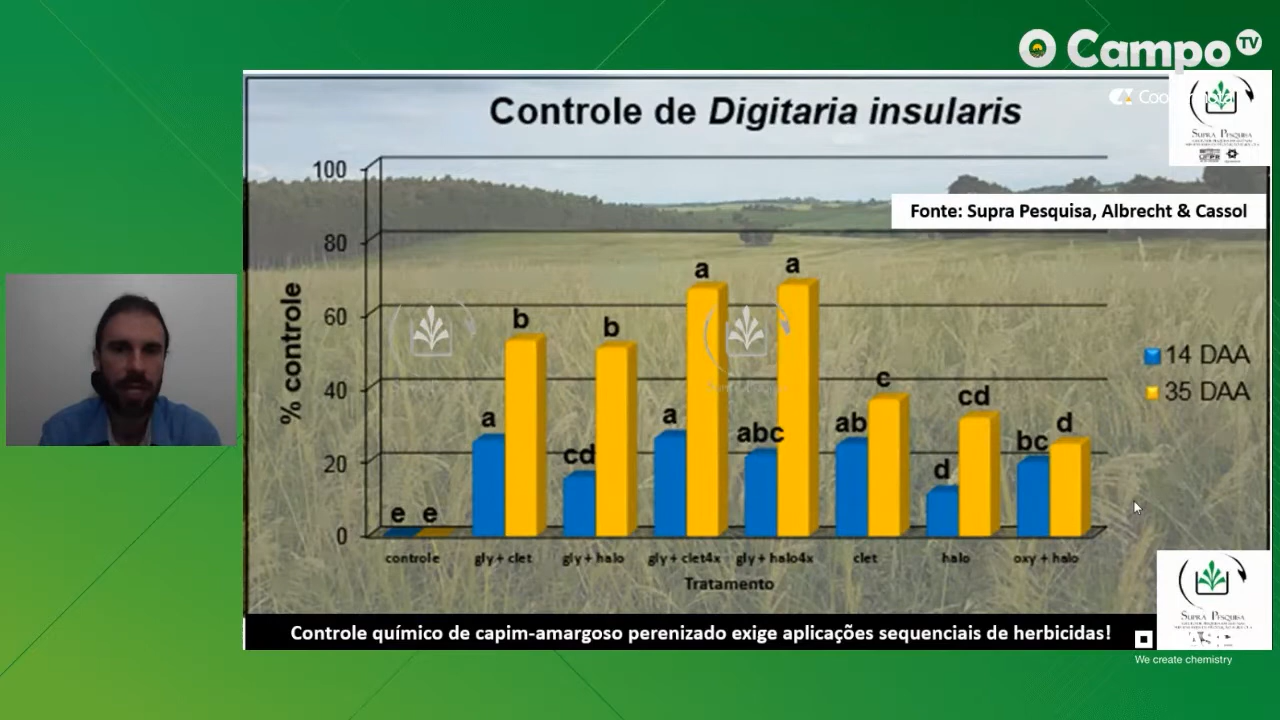 O Campo TV
Controle de Digitaria insularis
SUPRA PESQUISA
UFPR
Fonte: Supra Pesquisa, Albrecht & Cassol
% controle
100
80
60
40
20
0
a
a
b
b
a
a
c
cd
abc
ab
cd
d
bc
d
e
e
14 DAA
35 DAA
controle
gly + clet
gly + halo
gly + clet4x
gly + halo4x
clet
halo
oxy + halo
Tratamento
Controle químico de capim-amargoso perenizado exige aplicações sequenciais de herbicidas!
SUPRA PESQUISA
We create chemistry